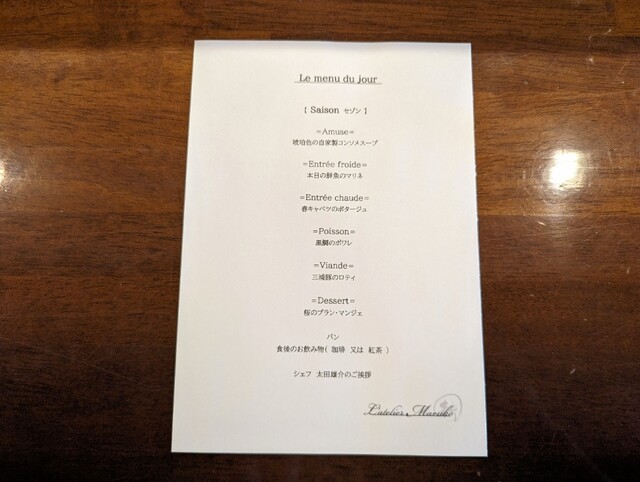 Le menu du jour
【 Saison セゾン 】
=Amuse=
琥珀色の自家製コンソメスープ
=Entrée froide=
本日の鮮魚のマリネ
=Entrée chaude=
春キャベツのポタージュ
=Poisson=
黒鯛のポワレ
=Viande=
三浦豚のロティ
=Dessert=
桜のブラン・マンジェ
パン
食後のお飲み物( 珈琲 又は 紅茶 )
シェフ 太田雄介のご挨拶
L'atelier Manabé